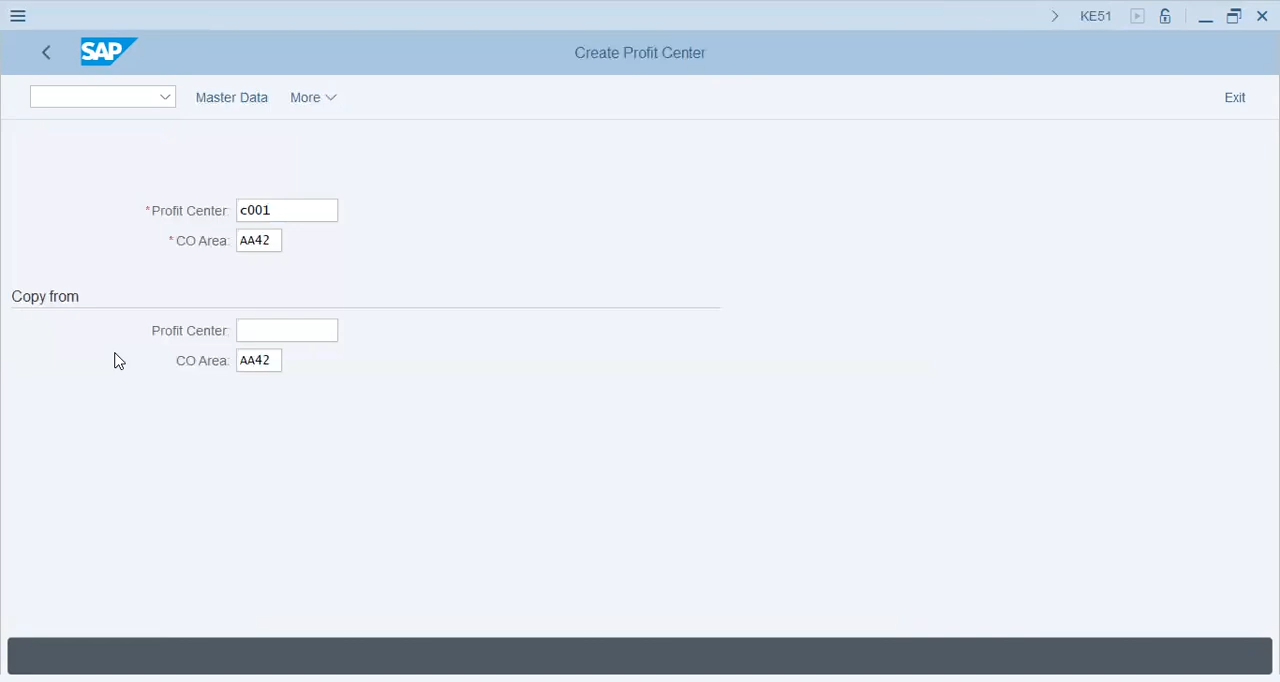 KE51
SAP
Create Profit Center
Master Data More Exit
*Profit Center: c001
* CO Area: AA42
Copy from
Profit Center:
CO Area: AA42